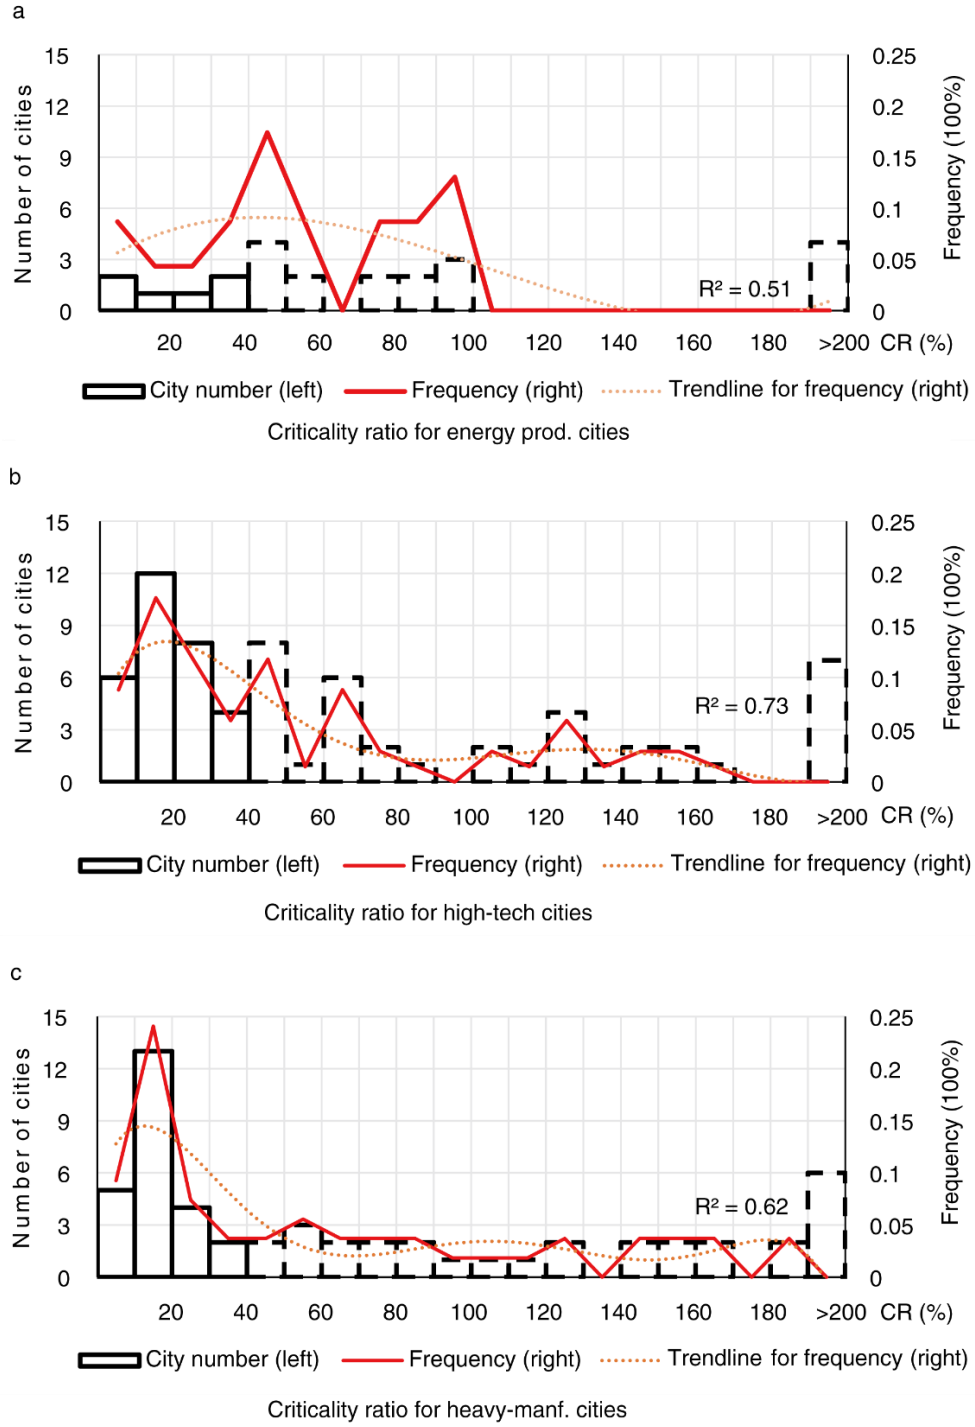 a
Number of cities
15
12
9
6
3
0
0.25
0.2
0.15
0.1
0.05
0
Frequency (100%)
R² = 0.51
20 40 60 80 100 120 140 160 180 >200 CR (%)
City number (left) Frequency (right) Trendline for frequency (right)
Criticality ratio for energy prod. cities
b
Number of cities
15
12
9
6
3
0
0.25
0.2
0.15
0.1
0.05
0
Frequency (100%)
R² = 0.73
20 40 60 80 100 120 140 160 180 >200 CR (%)
City number (left) Frequency (right) Trendline for frequency (right)
Criticality ratio for high-tech cities
c
Number of cities
15
12
9
6
3
0
0.25
0.2
0.15
0.1
0.05
0
Frequency (100%)
R² = 0.62
20 40 60 80 100 120 140 160 180 >200 CR (%)
City number (left) Frequency (right) Trendline for frequency (right)
Criticality ratio for heavy-manf. cities